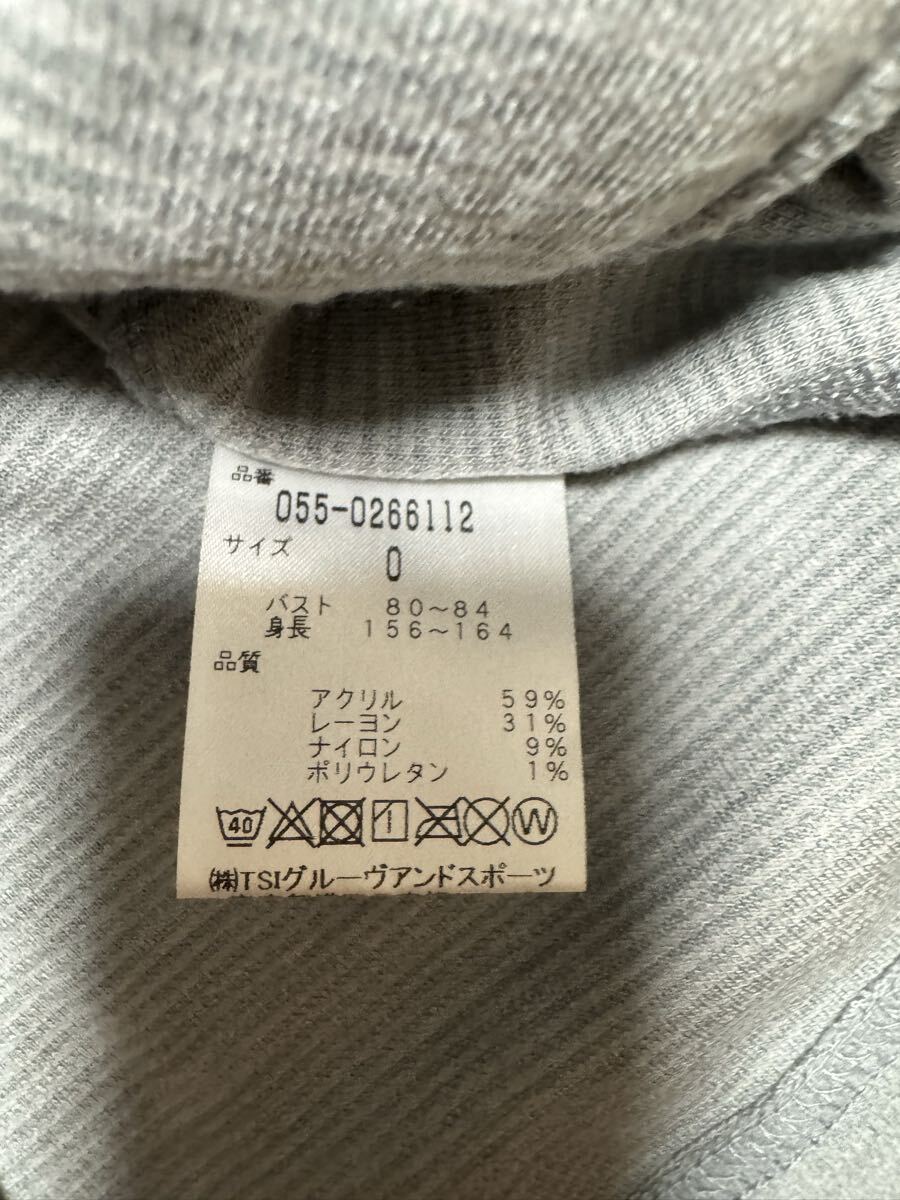 品番
055-0266112
サイズ
0
バスト 80~84
身長 156~164
品質
アクリル 59%
レーヨン 31%
ナイロン 9%
ポリウレタン 1%
40 W
㈱TSIグルーヴアンドスポーツ